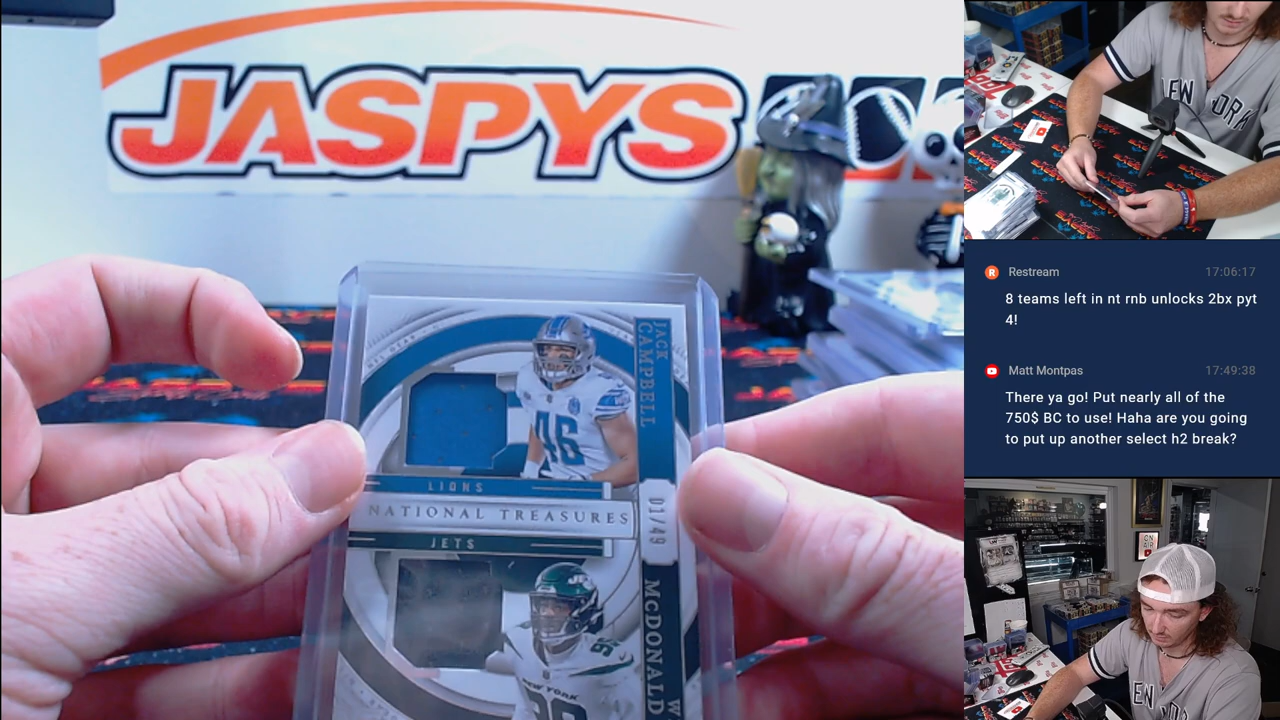 JASPYS
JACK
CAMPBELL
46
LIONS
NATIONAL TREASURES
01/49
JETS
McDONALD
NEW YORK
Restream 17:06:17
8 teams left in nt rnb unlocks 2bx pyt
4!
Matt Montpas 17:49:38
There ya go! Put nearly all of the
750$ BC to use! Haha are you going
to put up another select h2 break?
ON
AIR